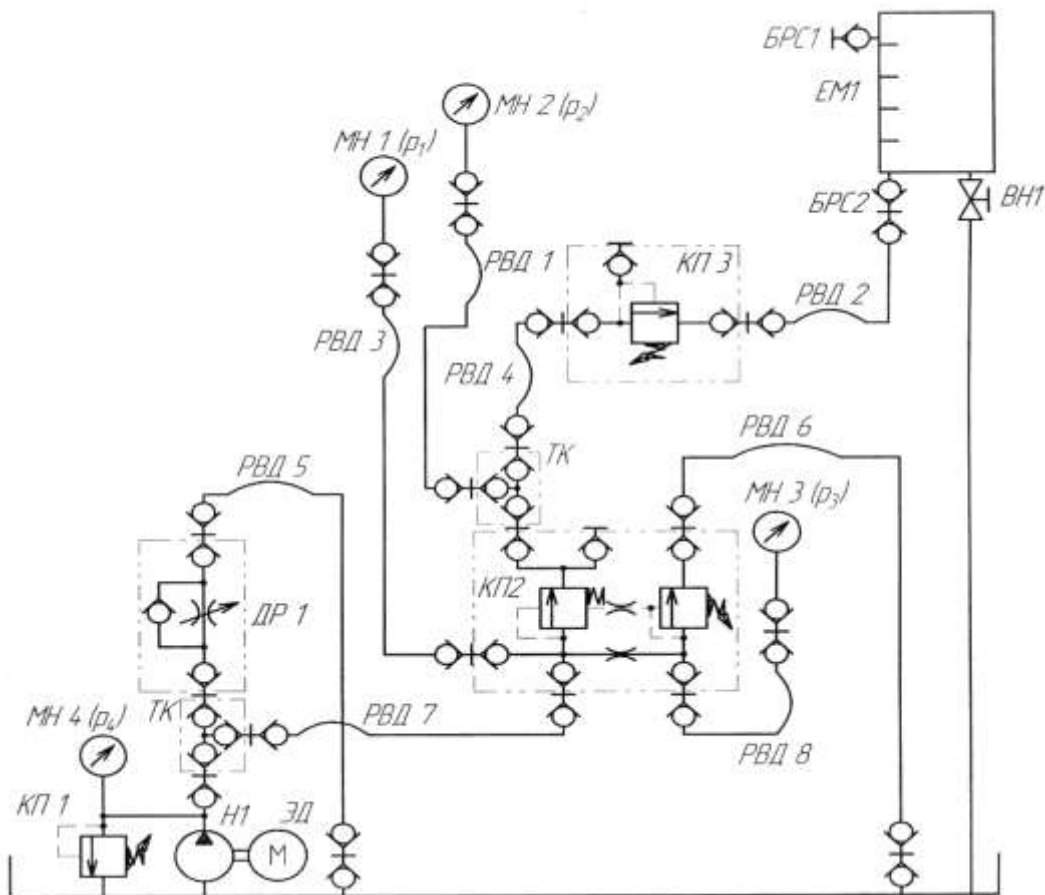 БРС1
ЕМ1
МН 2 (p₂)
МН 1 (p₁)
БРС2
ВН1
РВД 1
КП 3
РВД 2
РВД 3
РВД 4
РВД 6
ТК
РВД 5
МН 3 (p₃)
КП2
ДР 1
ТК
МН 4 (p₄)
РВД 7
РВД 8
КП 1
Н1
ЭД
М